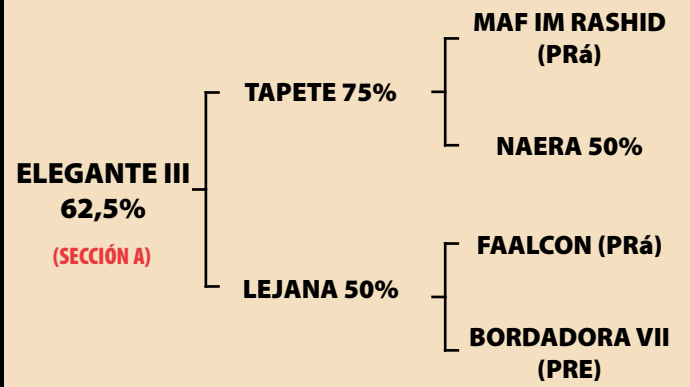 MAF IM RASHID
(PRá)
TAPETE 75%
NAERA 50%
ELEGANTE III
62,5%
(SECCIÓN A)
FAALCON (PRá)
LEJANA 50%
BORDADORA VII
(PRE)